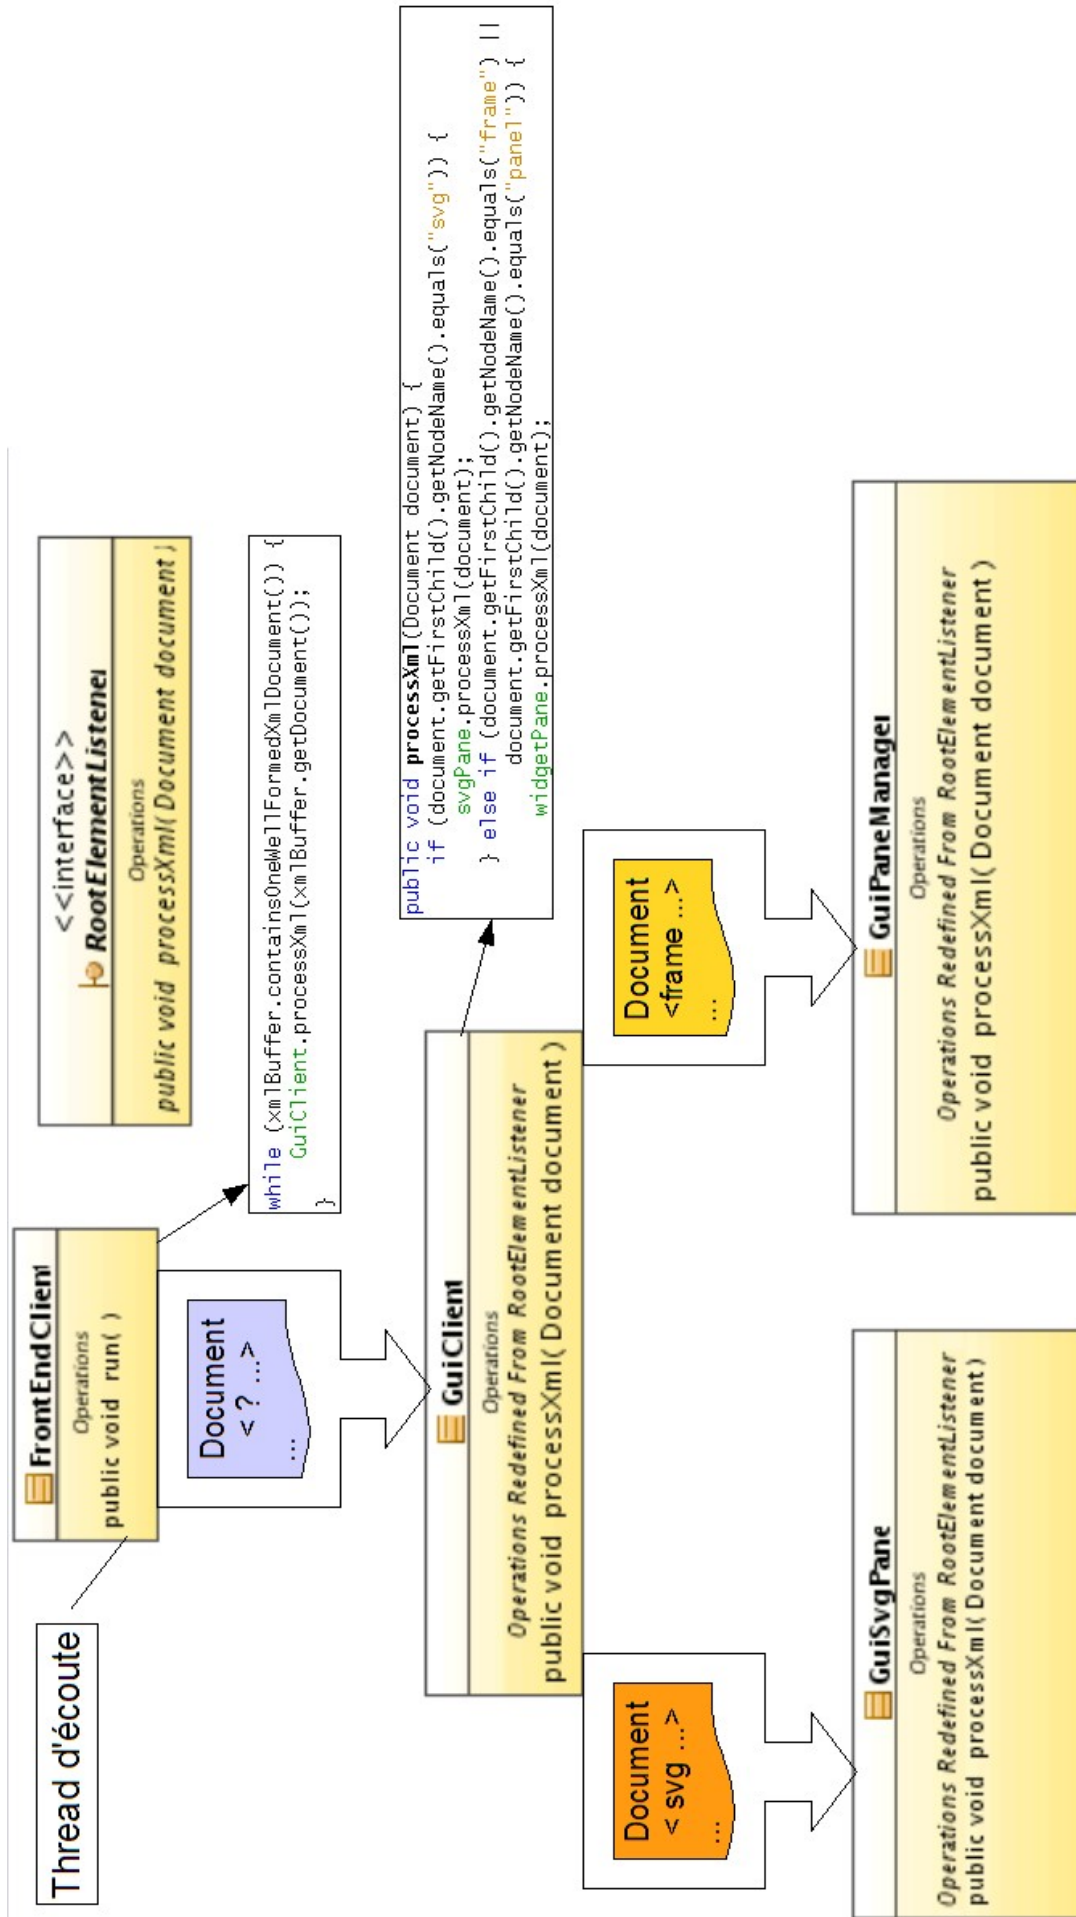 Thread d'écoute
FrontEndClient
Operations
public void run( )
<<interface>>
RootElementListener
Operations
public void processXml( Document document )
while (xmlBuffer.containsOneWellFormedXmlDocument()) {
GuiClient.processXml(xmlBuffer.getDocument());
}
Document
< ? ...>
...
GuiClient
Operations
Operations Redefined From RootElementListener
public void processXml( Document document )
public void processXml(Document document) {
if (document.getFirstChild().getNodeName().equals("svg")) {
svgPane.processXml(document);
} else if (document.getFirstChild().getNodeName().equals("frame") ||
document.getFirstChild().getNodeName().equals("panel")) {
widgetPane.processXml(document);
Document
< svg ...>
...
Document
<frame ...>
...
GuiSvgPane
Operations
Operations Redefined From RootElementListener
public void processXml( Document document )
GuiPaneManager
Operations
Operations Redefined From RootElementListener
public void processXml( Document document )